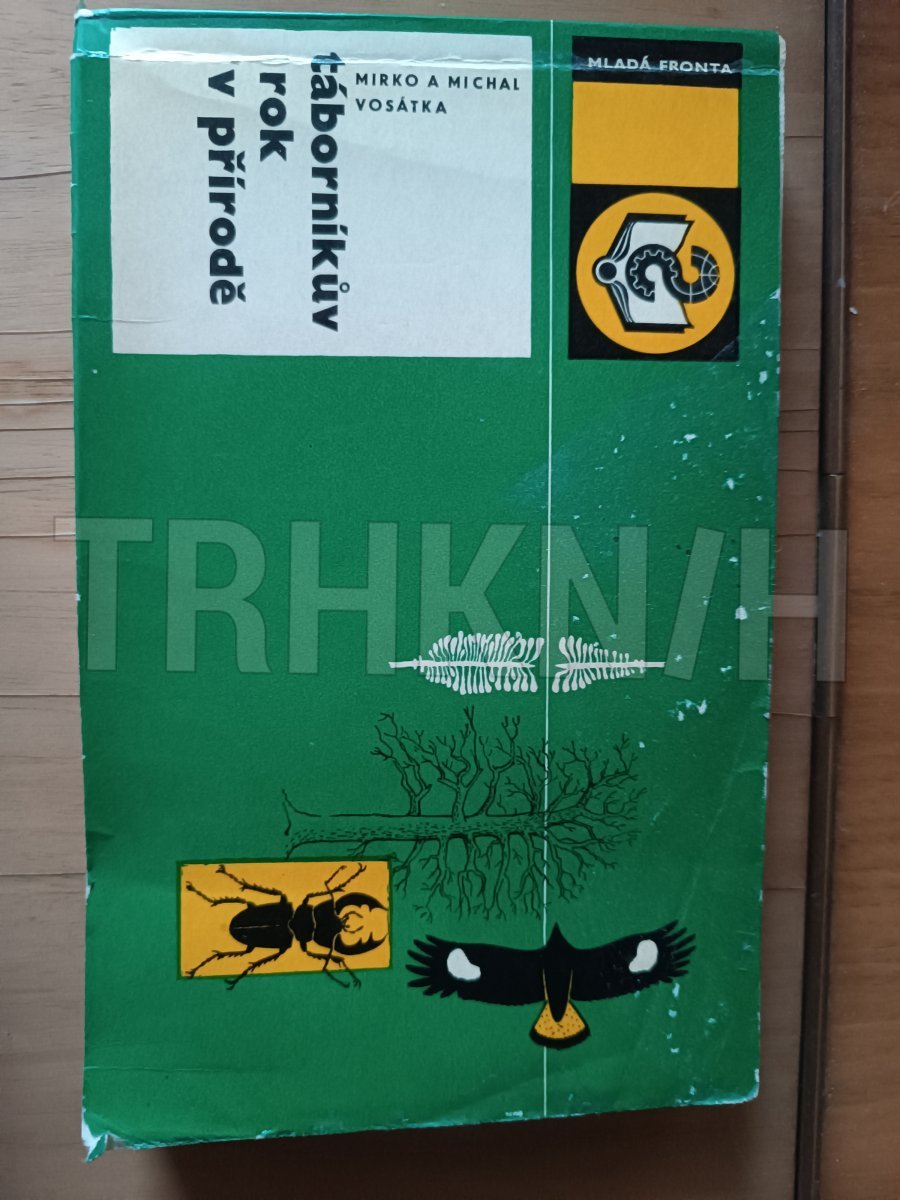 MIRKO A MICHAL
VOSÁTKA
táborníkův
rok
v přírodě
MLADÁ FRONTA
TRHKNIH